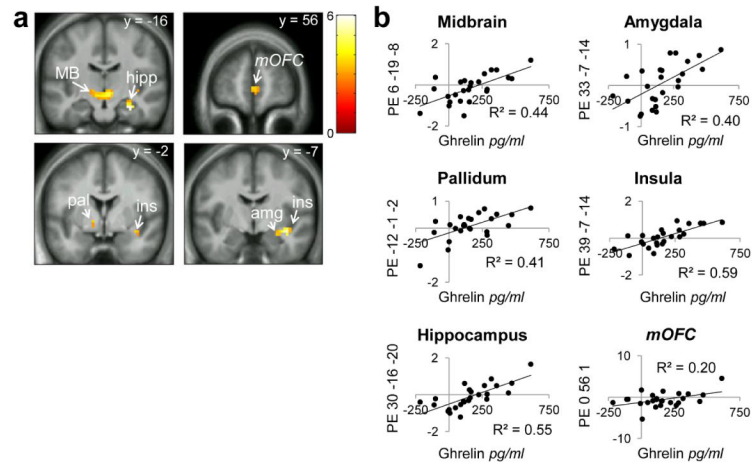 a
y = -16
MB
hipp
y = 56
mOFC
6
0
y = -2
pal
ins
y = -7
amg
ins
b
Midbrain
PE 6 -19 -8
2
-2
-250
250
750
R² = 0.44
Ghrelin pg/ml
Amygdala
PE 33 -7 -14
1
-1
-250
250
750
R² = 0.40
Ghrelin pg/ml
Pallidum
PE -12 -1 -2
2
-2
-250
250
750
R² = 0.41
Ghrelin pg/ml
Insula
PE 39 -7 -14
2
-2
-250
250
750
R² = 0.59
Ghrelin pg/ml
Hippocampus
PE 30 -16 -20
2
-2
-250
250
750
R² = 0.55
Ghrelin pg/ml
mOFC
PE 0 56 1
10
-10
-250
250
750
R² = 0.20
Ghrelin pg/ml